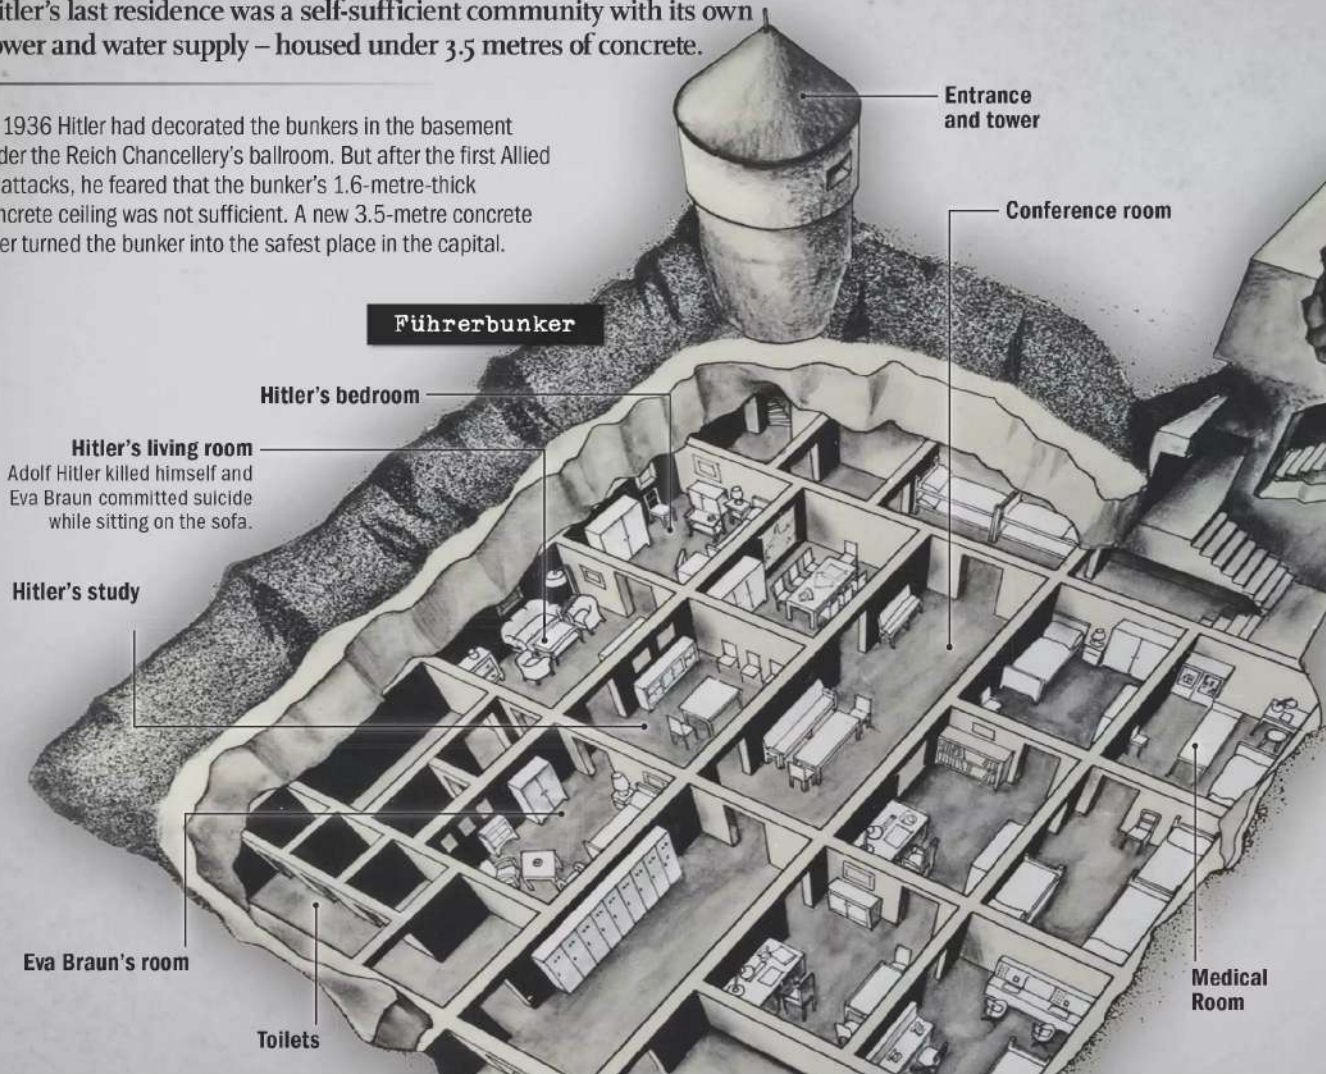 itler’s last residence was a self-sufficient community with its own
ower and water supply – housed under 3.5 metres of concrete.
1936 Hitler had decorated the bunkers in the basement
der the Reich Chancellery’s ballroom. But after the first Allied
attacks, he feared that the bunker’s 1.6-metre-thick
ncrete ceiling was not sufficient. A new 3.5-metre concrete
er turned the bunker into the safest place in the capital.
Entrance
and tower
Conference room
Führerbunker
Hitler’s bedroom
Hitler’s living room
Adolf Hitler killed himself and
Eva Braun committed suicide
while sitting on the sofa.
Hitler’s study
Eva Braun’s room
Toilets
Medical
Room